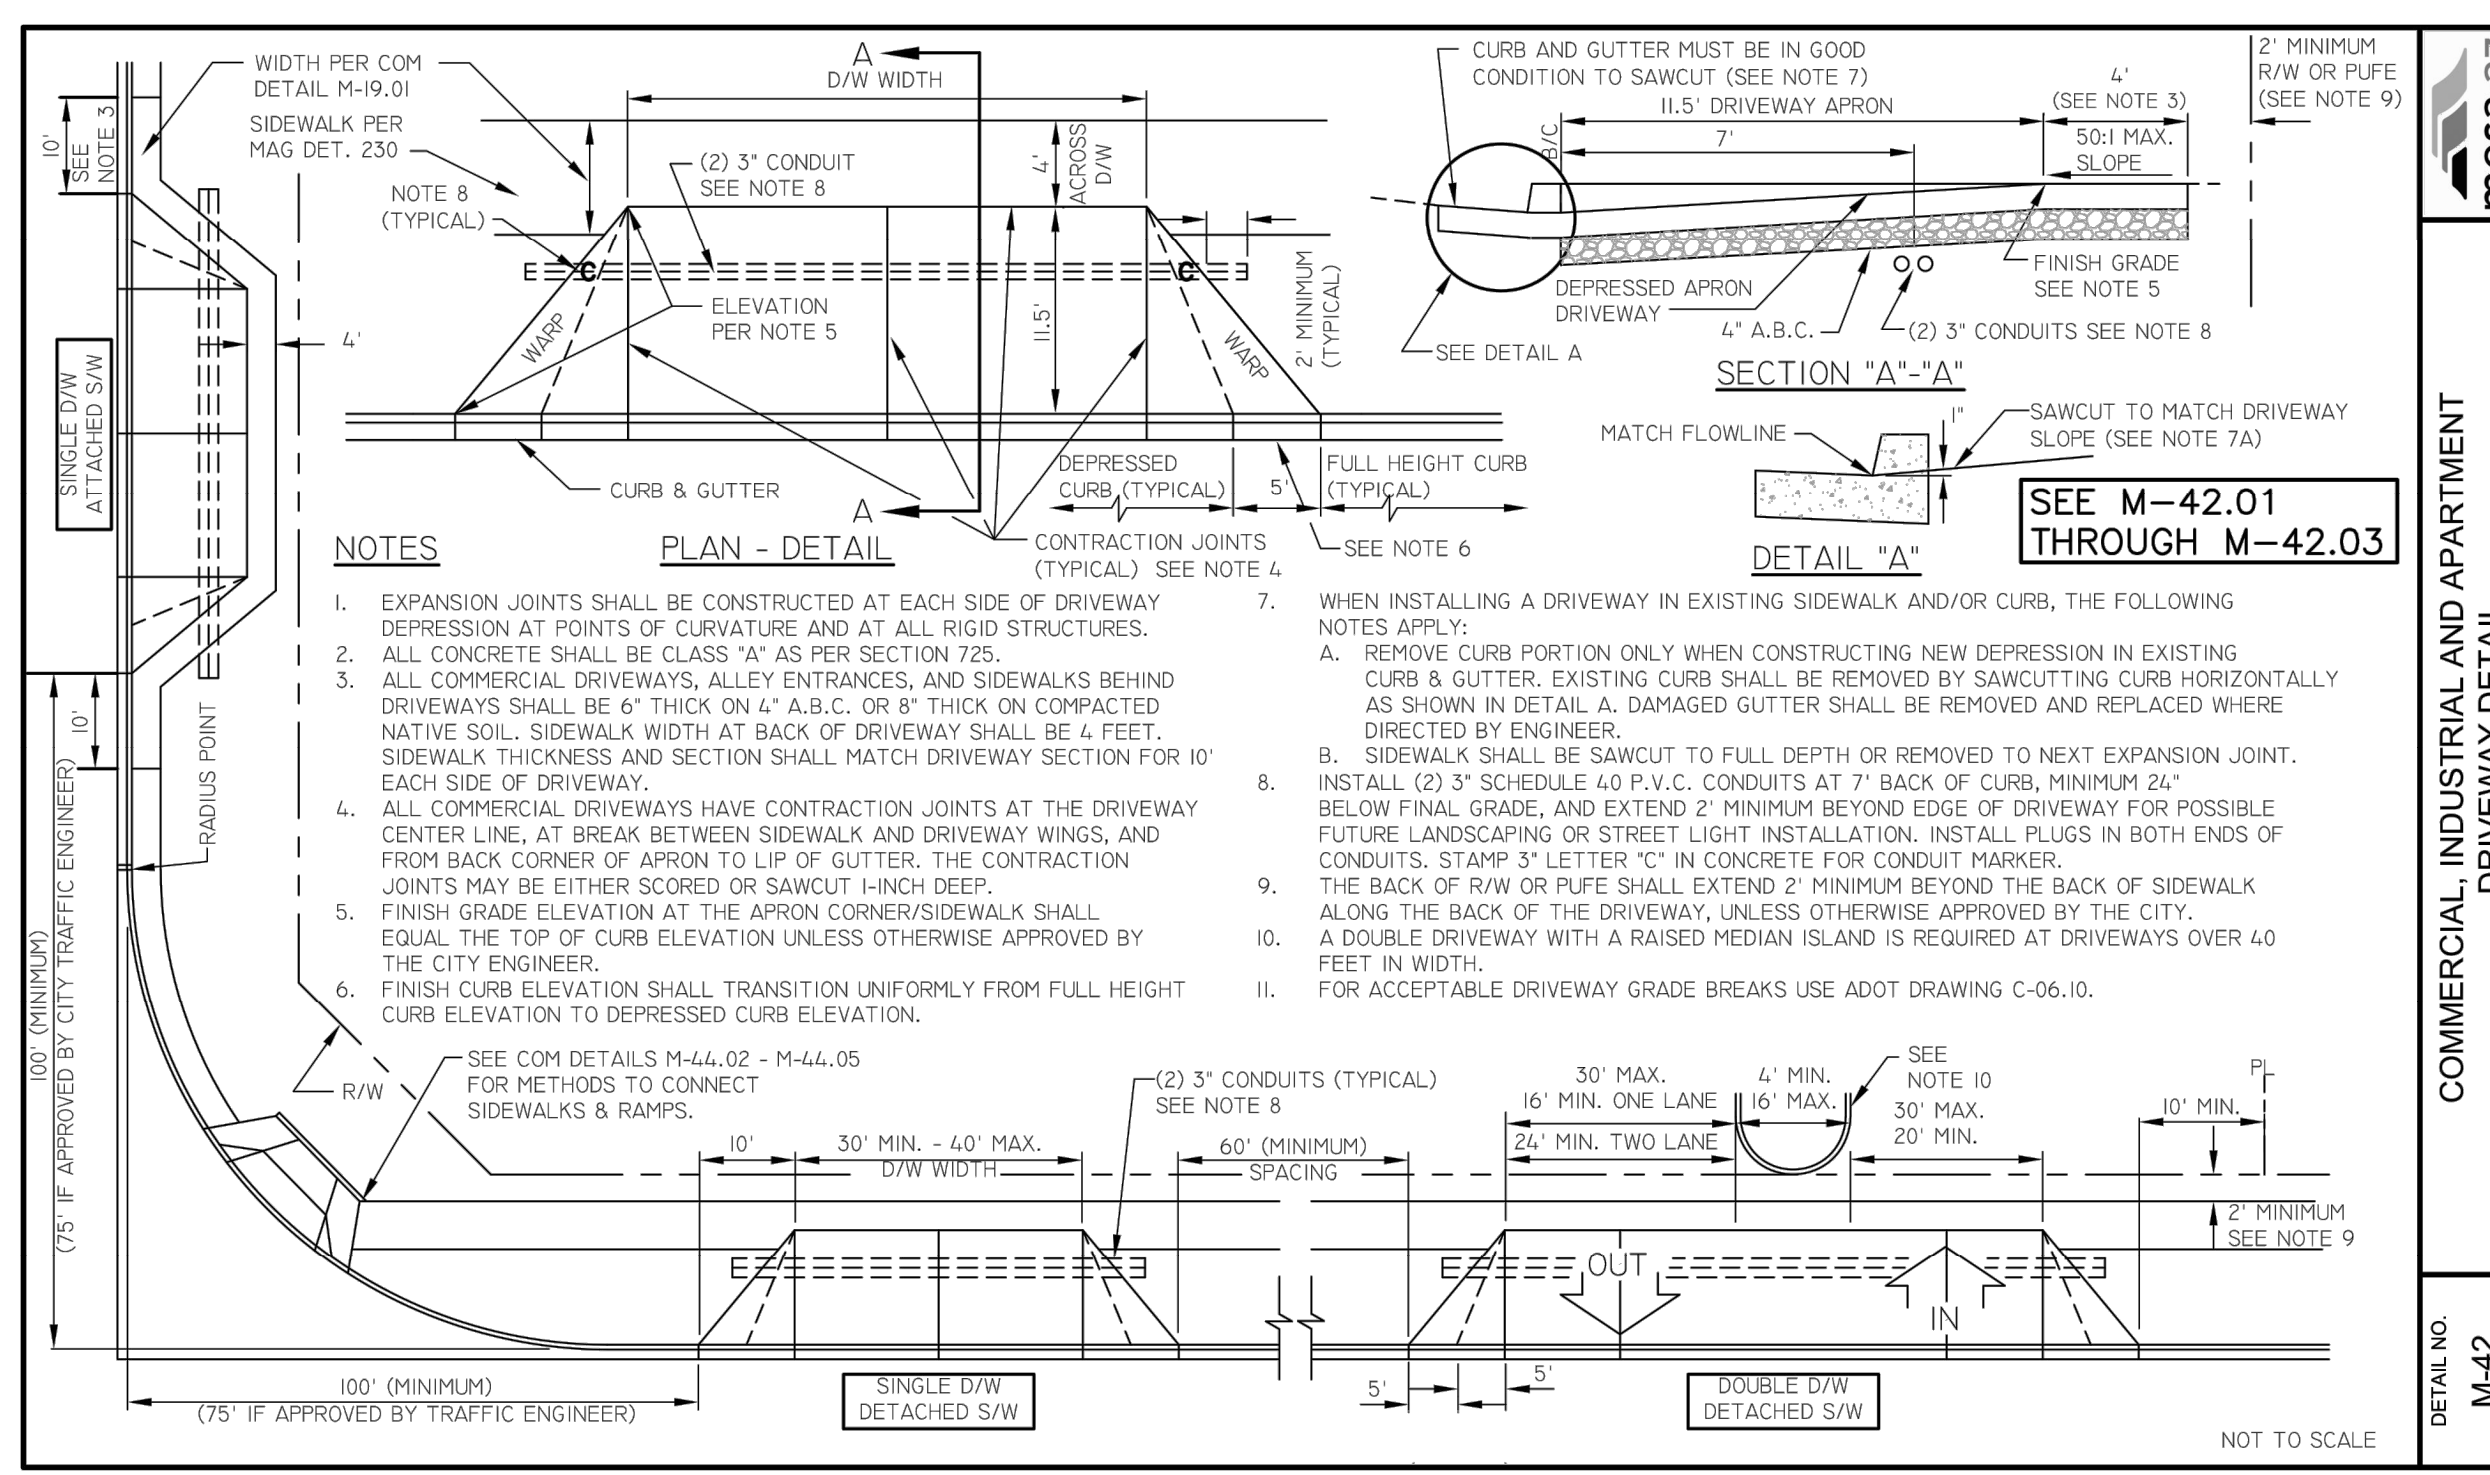 WIDTH PER COM
DETAIL M-19.01
SIDEWALK PER
MAG DET. 230
NOTE 8
(TYPICAL)
10'
SEE
NOTE 3
4'
SINGLE D/W
ATTACHED S/W
10'
RADIUS POINT
100' (MINIMUM)
(75' IF APPROVED BY CITY TRAFFIC ENGINEER)
A
D/W WIDTH
(2) 3" CONDUIT
SEE NOTE 8
4'
ACROSS
D/W
C
C
ELEVATION
PER NOTE 5
WARP
WARP
11.5'
2' MINIMUM
(TYPICAL)
CURB & GUTTER
A
DEPRESSED
CURB (TYPICAL)
5'
FULL HEIGHT CURB
(TYPICAL)
CONTRACTION JOINTS
(TYPICAL) SEE NOTE 4
SEE NOTE 6
PLAN - DETAIL
CURB AND GUTTER MUST BE IN GOOD
CONDITION TO SAWCUT (SEE NOTE 7)
11.5' DRIVEWAY APRON
B/C
7'
4'
(SEE NOTE 3)
50:1 MAX.
SLOPE
2' MINIMUM
R/W OR PUFE
(SEE NOTE 9)
DEPRESSED APRON
DRIVEWAY
4" A.B.C.
FINISH GRADE
SEE NOTE 5
(2) 3" CONDUITS SEE NOTE 8
SEE DETAIL A
SECTION "A"-"A"
MATCH FLOWLINE
1"
SAWCUT TO MATCH DRIVEWAY
SLOPE (SEE NOTE 7A)
DETAIL "A"
SEE M-42.01
THROUGH M-42.03
NOTES
1. EXPANSION JOINTS SHALL BE CONSTRUCTED AT EACH SIDE OF DRIVEWAY
DEPRESSION AT POINTS OF CURVATURE AND AT ALL RIGID STRUCTURES.
2. ALL CONCRETE SHALL BE CLASS "A" AS PER SECTION 725.
3. ALL COMMERCIAL DRIVEWAYS, ALLEY ENTRANCES, AND SIDEWALKS BEHIND
DRIVEWAYS SHALL BE 6" THICK ON 4" A.B.C. OR 8" THICK ON COMPACTED
NATIVE SOIL. SIDEWALK WIDTH AT BACK OF DRIVEWAY SHALL BE 4 FEET.
SIDEWALK THICKNESS AND SECTION SHALL MATCH DRIVEWAY SECTION FOR 10'
EACH SIDE OF DRIVEWAY.
4. ALL COMMERCIAL DRIVEWAYS HAVE CONTRACTION JOINTS AT THE DRIVEWAY
CENTER LINE, AT BREAK BETWEEN SIDEWALK AND DRIVEWAY WINGS, AND
FROM BACK CORNER OF APRON TO LIP OF GUTTER. THE CONTRACTION
JOINTS MAY BE EITHER SCORED OR SAWCUT 1-INCH DEEP.
5. FINISH GRADE ELEVATION AT THE APRON CORNER/SIDEWALK SHALL
EQUAL THE TOP OF CURB ELEVATION UNLESS OTHERWISE APPROVED BY
THE CITY ENGINEER.
6. FINISH CURB ELEVATION SHALL TRANSITION UNIFORMLY FROM FULL HEIGHT
CURB ELEVATION TO DEPRESSED CURB ELEVATION.
7. WHEN INSTALLING A DRIVEWAY IN EXISTING SIDEWALK AND/OR CURB, THE FOLLOWING
NOTES APPLY:
A. REMOVE CURB PORTION ONLY WHEN CONSTRUCTING NEW DEPRESSION IN EXISTING
CURB & GUTTER. EXISTING CURB SHALL BE REMOVED BY SAWCUTTING CURB HORIZONTALLY
AS SHOWN IN DETAIL A. DAMAGED GUTTER SHALL BE REMOVED AND REPLACED WHERE
DIRECTED BY ENGINEER.
B. SIDEWALK SHALL BE SAWCUT TO FULL DEPTH OR REMOVED TO NEXT EXPANSION JOINT.
8. INSTALL (2) 3" SCHEDULE 40 P.V.C. CONDUITS AT 7' BACK OF CURB, MINIMUM 24"
BELOW FINAL GRADE, AND EXTEND 2' MINIMUM BEYOND EDGE OF DRIVEWAY FOR POSSIBLE
FUTURE LANDSCAPING OR STREET LIGHT INSTALLATION. INSTALL PLUGS IN BOTH ENDS OF
CONDUITS. STAMP 3" LETTER "C" IN CONCRETE FOR CONDUIT MARKER.
9. THE BACK OF R/W OR PUFE SHALL EXTEND 2' MINIMUM BEYOND THE BACK OF SIDEWALK
ALONG THE BACK OF THE DRIVEWAY, UNLESS OTHERWISE APPROVED BY THE CITY.
10. A DOUBLE DRIVEWAY WITH A RAISED MEDIAN ISLAND IS REQUIRED AT DRIVEWAYS OVER 40
FEET IN WIDTH.
11. FOR ACCEPTABLE DRIVEWAY GRADE BREAKS USE ADOT DRAWING C-06.10.
R/W
SEE COM DETAILS M-44.02 - M-44.05
FOR METHODS TO CONNECT
SIDEWALKS & RAMPS.
10'
30' MIN. - 40' MAX.
D/W WIDTH
(2) 3" CONDUITS (TYPICAL)
SEE NOTE 8
60' (MINIMUM)
SPACING
30' MAX.
16' MIN. ONE LANE
24' MIN. TWO LANE
4' MIN.
16' MAX.
SEE
NOTE 10
30' MAX.
20' MIN.
10' MIN.
PL
2' MINIMUM
SEE NOTE 9
OUT
IN
100' (MINIMUM)
(75' IF APPROVED BY TRAFFIC ENGINEER)
SINGLE D/W
DETACHED S/W
5'
5'
DOUBLE D/W
DETACHED S/W
NOT TO SCALE
COMMERCIAL, INDUSTRIAL AND APARTMENT
DRIVEWAY DETAIL
DETAIL NO.
M-42